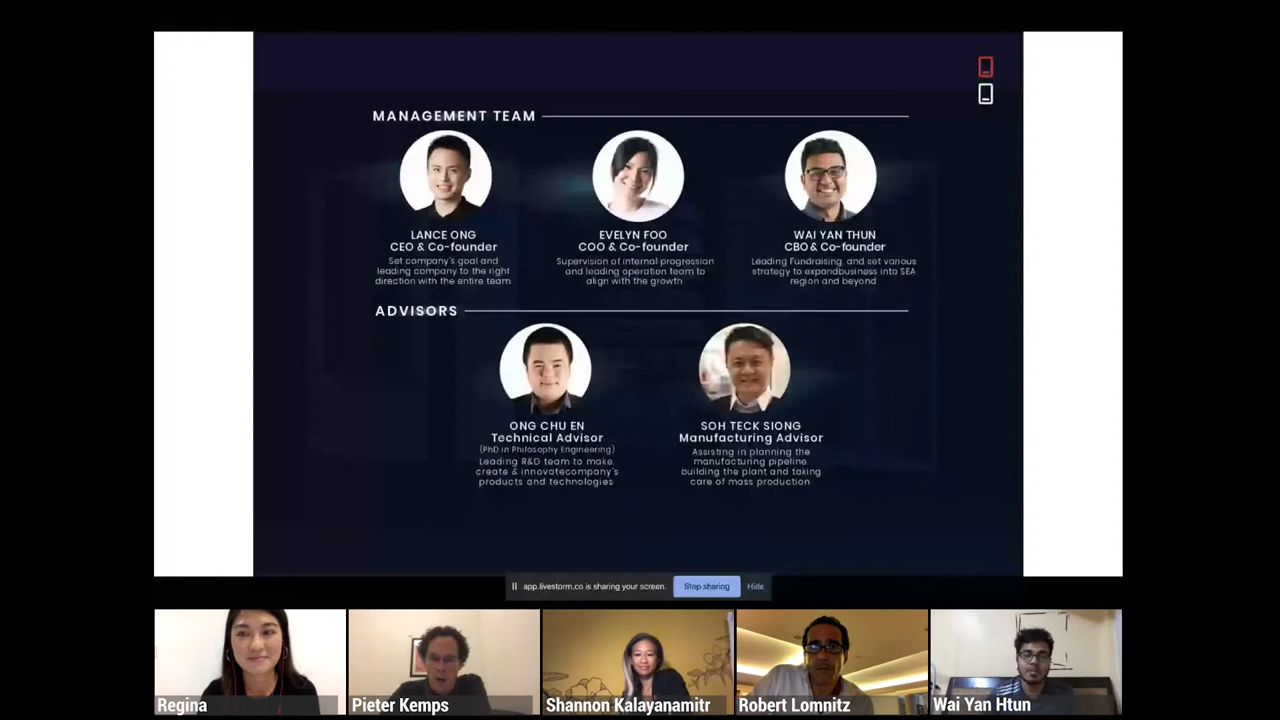 MANAGEMENT TEAM
LANCE ONG
CEO & Co-founder
Set company's goal and
leading company to the right
direction with the entire team
EVELYN FOO
COO & Co-founder
Supervision of internal progression
and leading operation team to
align with the growth
WAI YAN THUN
CBO & Co-founder
Leading Fundraising, and set various
strategy to expandbusiness into SEA
region and beyond
ADVISORS
ONG CHU EN
Technical Advisor
(PhD in Philosophy Engineering)
Leading R&D team to make,
create & innovatecompany's
products and technologies
SOH TECK SIONG
Manufacturing Advisor
Assisting in planning the
manufacturing pipeline
building the plant and taking
care of mass production
app.livestorm.co is sharing your screen.
Stop sharing
Hide
Regina
Pieter Kemps
Shannon Kalayanamitr
Robert Lomnitz
Wai Yan Htun